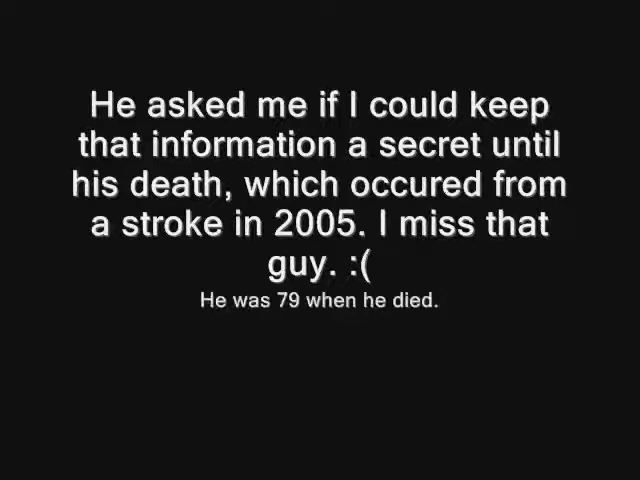 He asked me if I could keep
that information a secret until
his death, which occured from
a stroke in 2005. I miss that
guy. :(
He was 79 when he died.